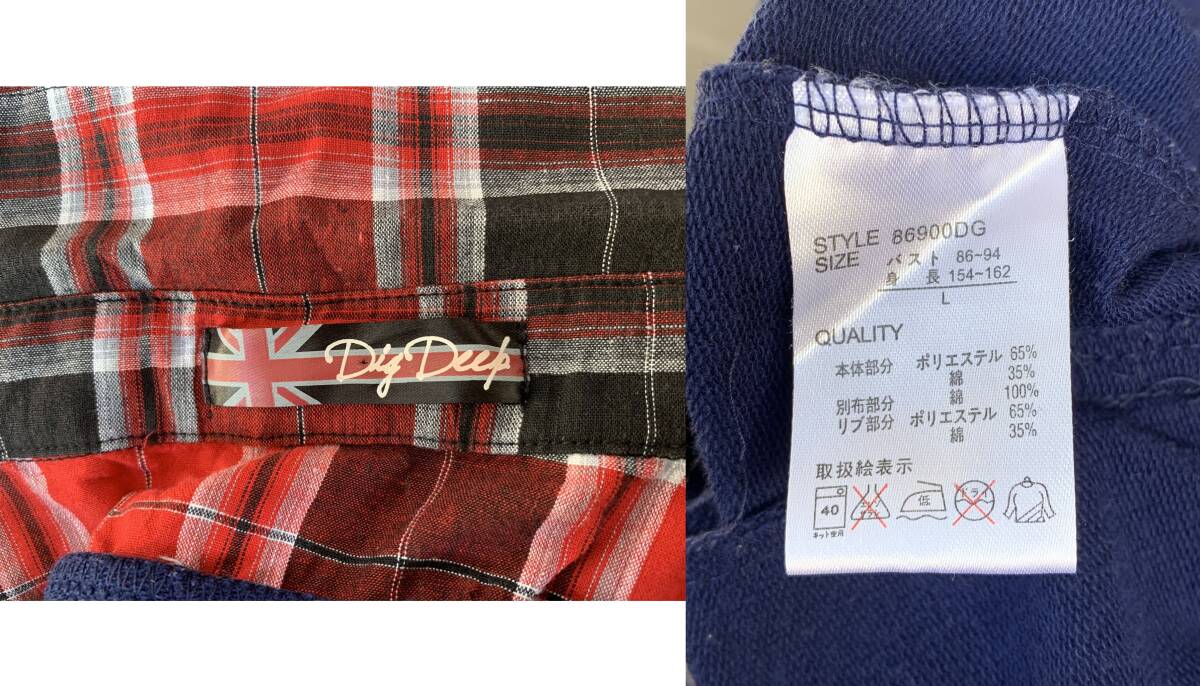 Dig Deep
STYLE 86900DG
SIZE バスト 86~94
身長 154~162
L
QUALITY
本体部分 ポリエステル 65%
綿 35%
別布部分 綿 100%
リブ部分 ポリエステル 65%
綿 35%
取扱絵表示
40 低 ドライ
ネット使用